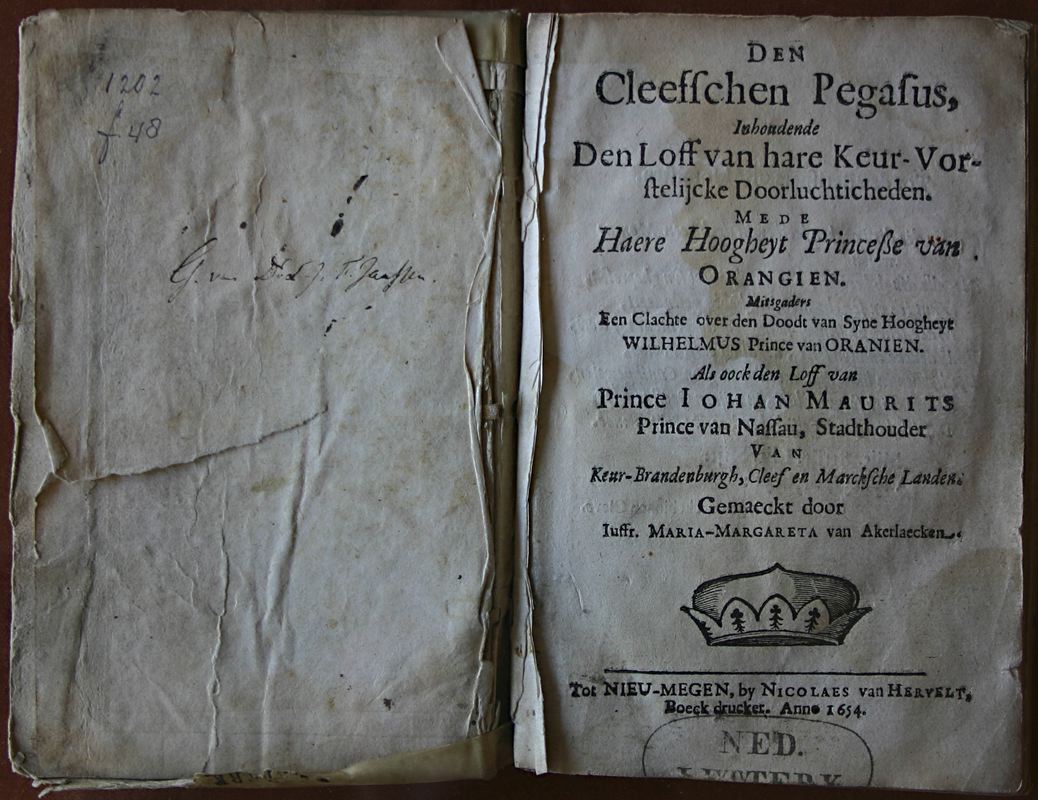 1202
f 48
G. van
DEN
Cleefſchen Pegaſus,
Inhoudende
Den Loff van hare Keur-Vor-
ſtelijcke Doorluchticheden.
MEDE
Haere Hoogheyt Princeße van
ORANGIEN.
Mitsgaders
Een Clachte over den Doodt van Syne Hoogheyt
WILHELMUS Prince van ORANIEN.
Als oock den Loff van
Prince IOHAN MAURITS
Prince van Naſſau, Stadthouder
VAN
Keur-Brandenburgh, Cleef en Marckſche Landen.
Gemaeckt door
Iuffr. MARIA-MARGARETA van Akerlaecken.
Tot NIEU-MEGEN, by NICOLAES van HERVELT,
Boeck drucker. Anno 1654.
NED.
LETTERK